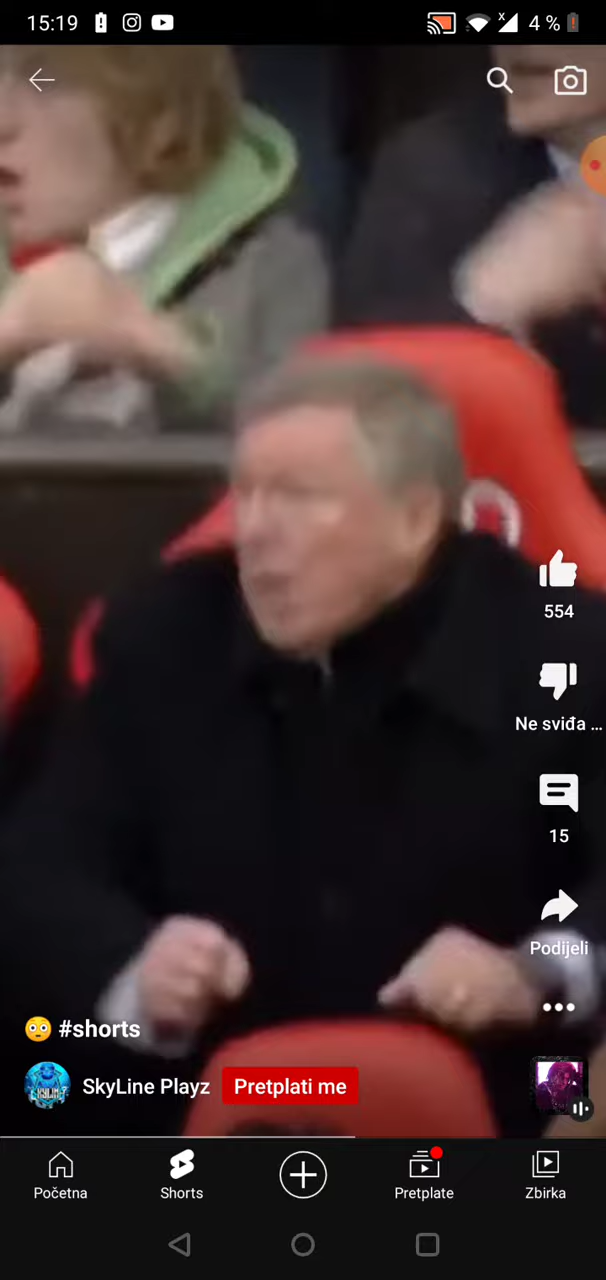 15:19 4 %
554
Ne sviđa ...
15
Podijeli
😳 #shorts
SkyLine Playz Pretplati me
Početna Shorts Pretplate Zbirka